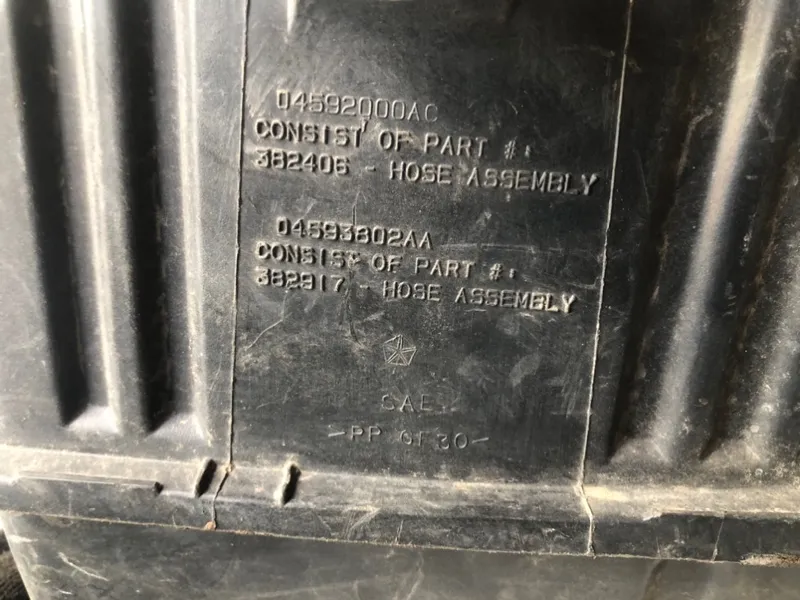 04592000AC
CONSIST OF PART #:
382406 - HOSE ASSEMBLY
04593802AA
CONSIST OF PART #:
382917 - HOSE ASSEMBLY
SAE
-PP GF30-